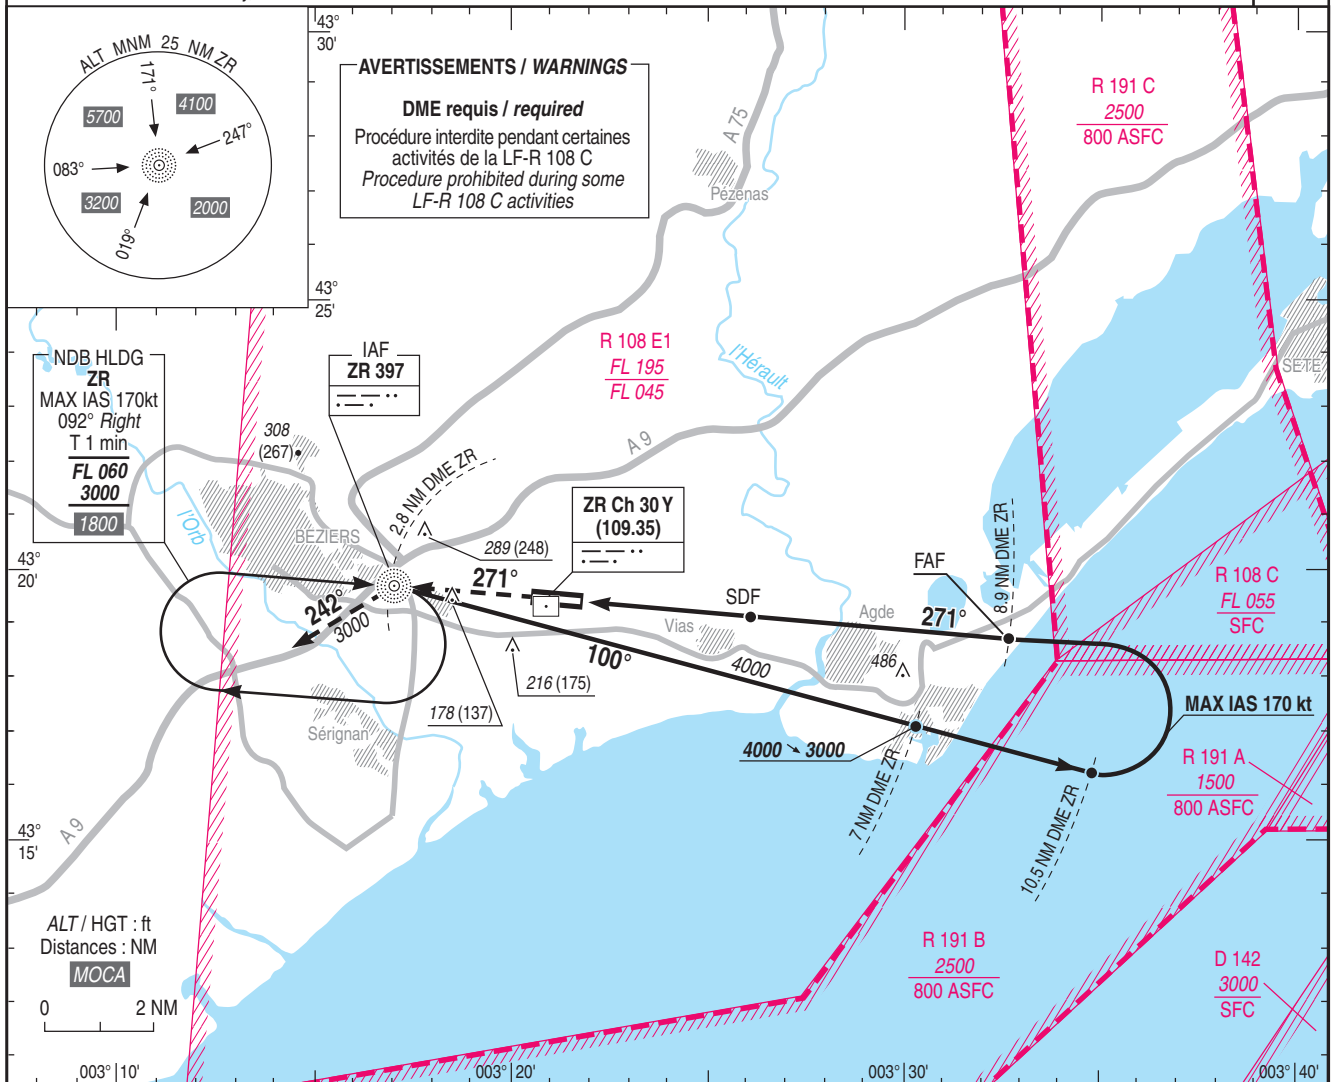 ALT MNM 25 NM ZR
171°
5700
4100
247°
083°
3200
2000
019°
43°
30'
AVERTISSEMENTS / WARNINGS
DME requis / required
Procédure interdite pendant certaines
activités de la LF-R 108 C
Procedure prohibited during some
LF-R 108 C activities
A 75
Pézenas
R 191 C
2500
800 ASFC
43°
25'
NDB HLDG
ZR
MAX IAS 170kt
092° Right
T 1 min
FL 060
3000
1800
IAF
ZR 397
R 108 E1
FL 195
FL 045
l'Hérault
SETE
308
(267)
A 9
2.8 NM DME ZR
l'Orb
BÉZIERS
289 (248)
ZR Ch 30 Y
(109.35)
8.9 NM DME ZR
FAF
43°
20'
R 108 C
FL 055
SFC
271°
SDF
Agde
271°
242°
3000
Vias
100°
4000
486
216 (175)
178 (137)
Sérignan
MAX IAS 170 kt
4000 ↘ 3000
7 NM DME ZR
10.5 NM DME ZR
R 191 A
1500
800 ASFC
A 9
43°
15'
ALT / HGT : ft
Distances : NM
MOCA
0 2 NM
R 191 B
2500
800 ASFC
D 142
3000
SFC
003° 10'
003° 20'
003° 30'
003° 40'